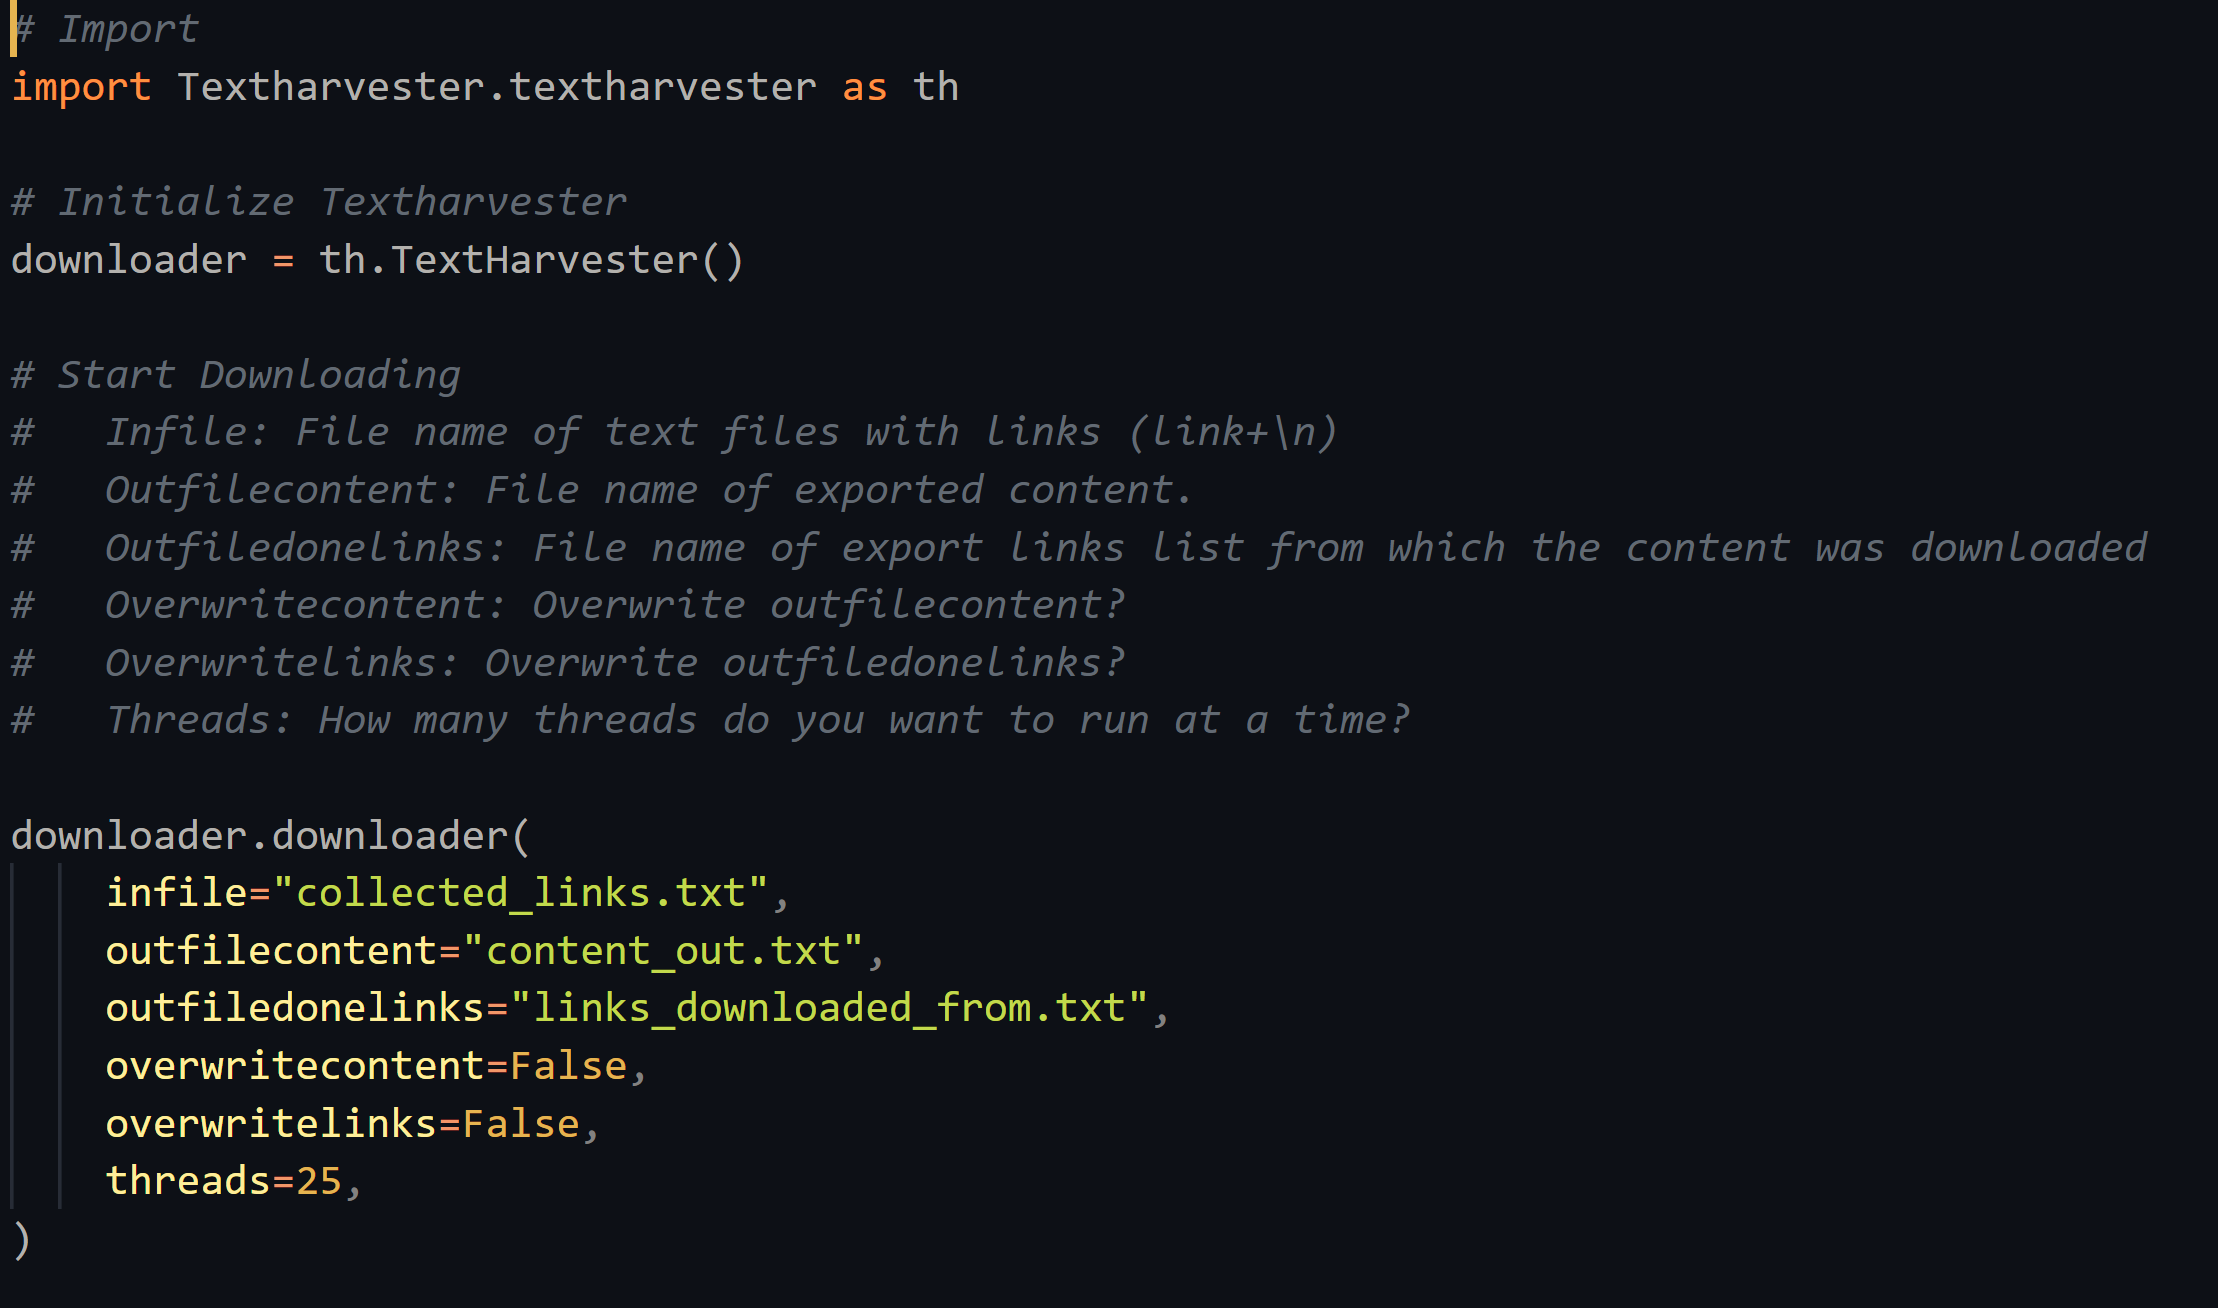 # Import
import Textharvester.textharvester as th
# Initialize Textharvester
downloader = th.TextHarvester()
# Start Downloading
#   Infile: File name of text files with links (link+\n)
#   Outfilecontent: File name of exported content.
#   Outfiledonelinks: File name of export links list from which the content was downloaded
#   Overwritecontent: Overwrite outfilecontent?
#   Overwritelinks: Overwrite outfiledonelinks?
#   Threads: How many threads do you want to run at a time?
downloader.downloader(
    infile="collected_links.txt",
    outfilecontent="content_out.txt",
    outfiledonelinks="links_downloaded_from.txt",
    overwritecontent=False,
    overwritelinks=False,
    threads=25,
)